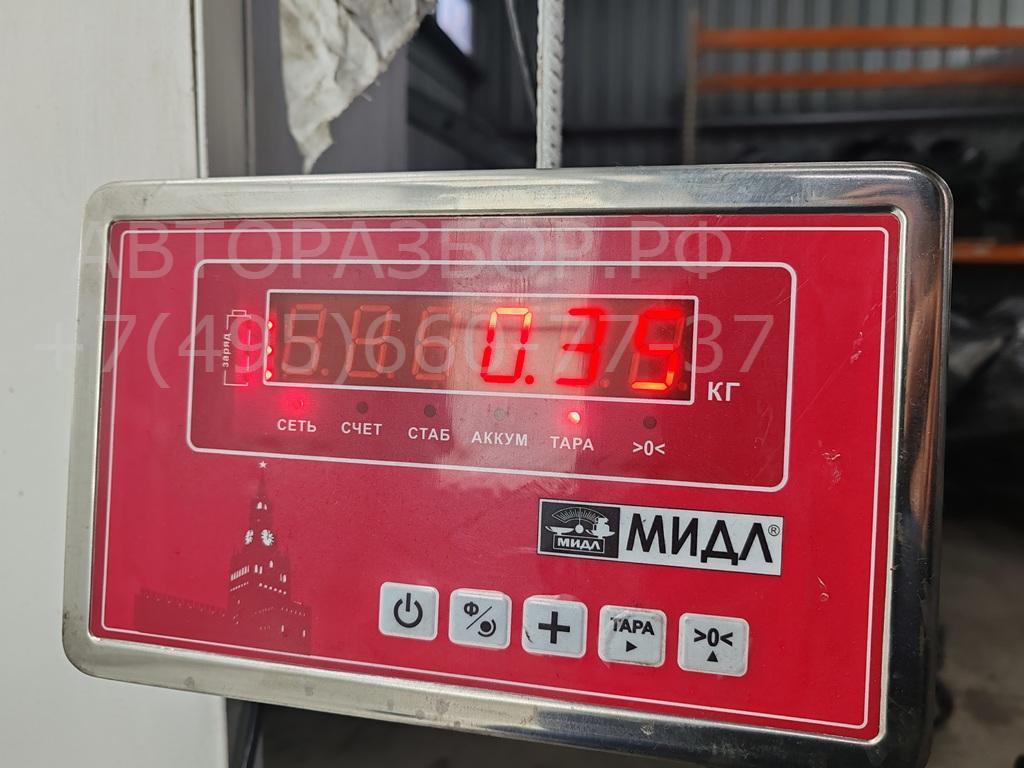 АВТОРАЗБОР.РФ
+7(495)660-77-37
заряд
0.35
КГ
СЕТЬ СЧЕТ СТАБ АККУМ ТАРА >0<
МИДЛ МИДЛ®
Ф ТАРА >0<